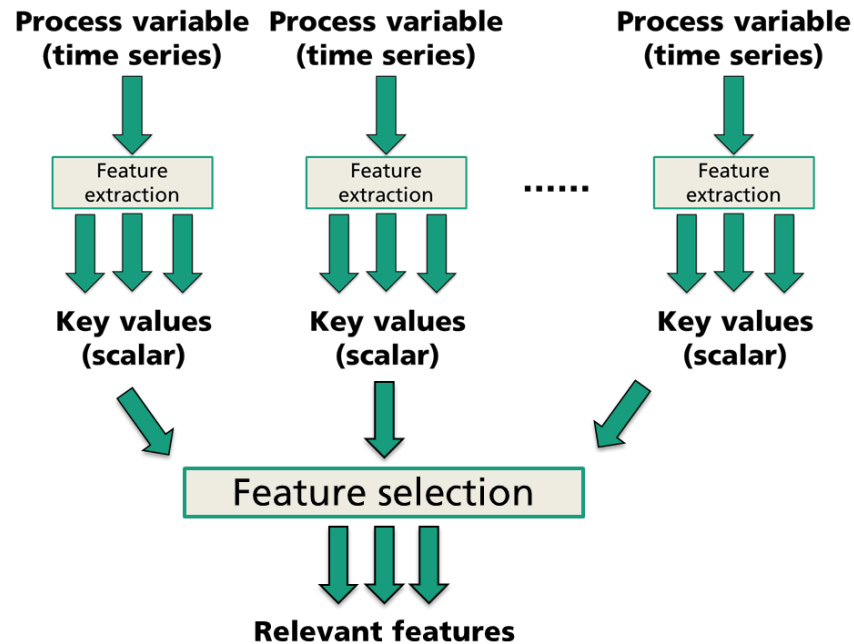 Process variable
(time series)
Process variable
(time series)
Process variable
(time series)
Feature
extraction
Feature
extraction
......
Feature
extraction
Key values
(scalar)
Key values
(scalar)
Key values
(scalar)
Feature selection
Relevant features